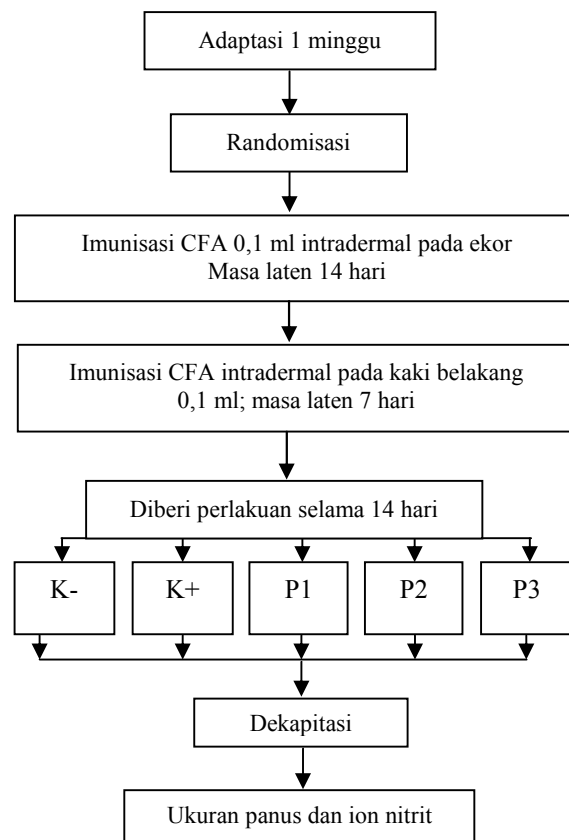 Adaptasi 1 minggu
Randomisasi
Imunisasi CFA 0,1 ml intradermal pada ekor
Masa laten 14 hari
Imunisasi CFA intradermal pada kaki belakang
0,1 ml; masa laten 7 hari
Diberi perlakuan selama 14 hari
K- K+ P1 P2 P3
Dekapitasi
Ukuran panus dan ion nitrit